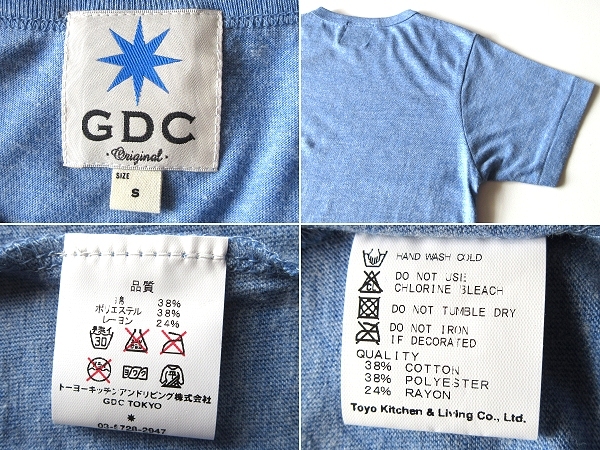 GDC
Original
SIZE
S
品質
綿 38%
ポリエステル 38%
レーヨン 24%
30
ヨワク
トーヨーキッチンアンドリビング株式会社
GDC TOKYO
HAND WASH COLD
DO NOT USE
CHLORINE BLEACH
DO NOT TUMBLE DRY
DO NOT IRON
IF DECORATED
QUALITY
38% COTTON
38% POLYESTER
24% RAYON
Toyo Kitchen & Living Co., Ltd.